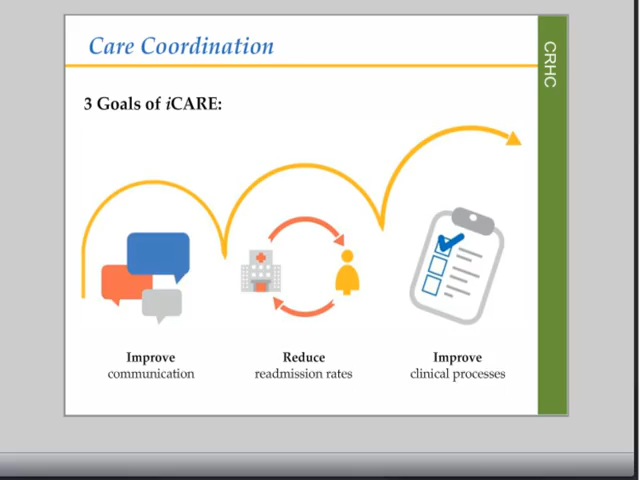 Care Coordination
CRHC
3 Goals of iCARE:
Improve
communication
Reduce
readmission rates
Improve
clinical processes